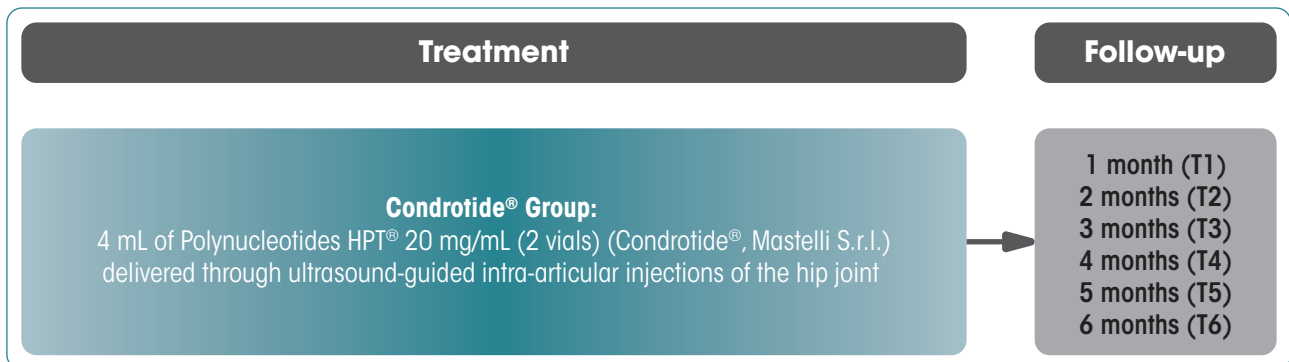 Treatment
Follow-up
Condrotide® Group:
4 mL of Polynucleotides HPT® 20 mg/mL (2 vials) (Condrotide®, Mastelli S.r.l.)
delivered through ultrasound-guided intra-articular injections of the hip joint
1 month (T1)
2 months (T2)
3 months (T3)
4 months (T4)
5 months (T5)
6 months (T6)